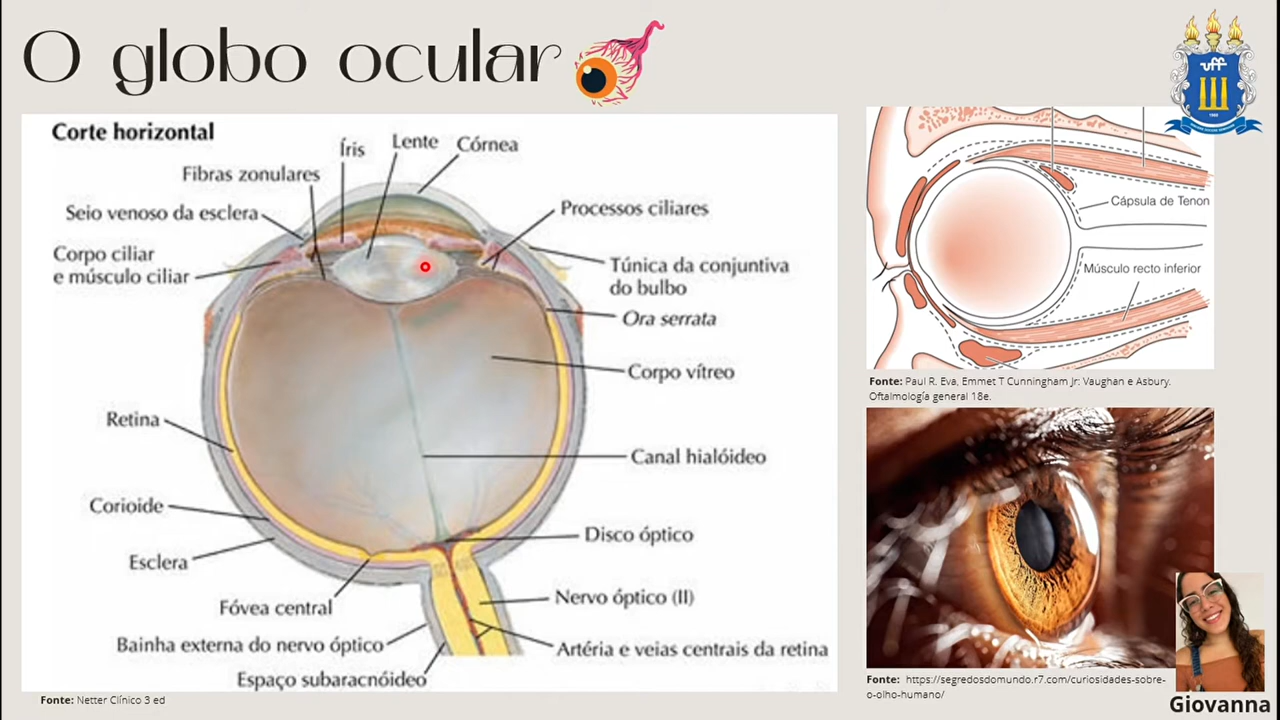 O globo ocular
uff
Corte horizontal
Íris
Lente
Córnea
Fibras zonulares
Seio venoso da esclera
Corpo ciliar
e músculo ciliar
Processos ciliares
Túnica da conjuntiva
do bulbo
Ora serrata
Corpo vítreo
Retina
Canal hialóideo
Corioide
Esclera
Disco óptico
Fóvea central
Nervo óptico (II)
Bainha externa do nervo óptico
Artéria e veias centrais da retina
Espaço subaracnóideo
Fonte: Netter Clínico 3 ed
Cápsula de Tenon
Músculo recto inferior
Fonte: Paul R. Eva, Emmet T Cunningham Jr: Vaughan e Asbury.
Oftalmología general 18e.
Fonte: https://segredosdomundo.r7.com/curiosidades-sobre-
o-olho-humano/
Giovanna